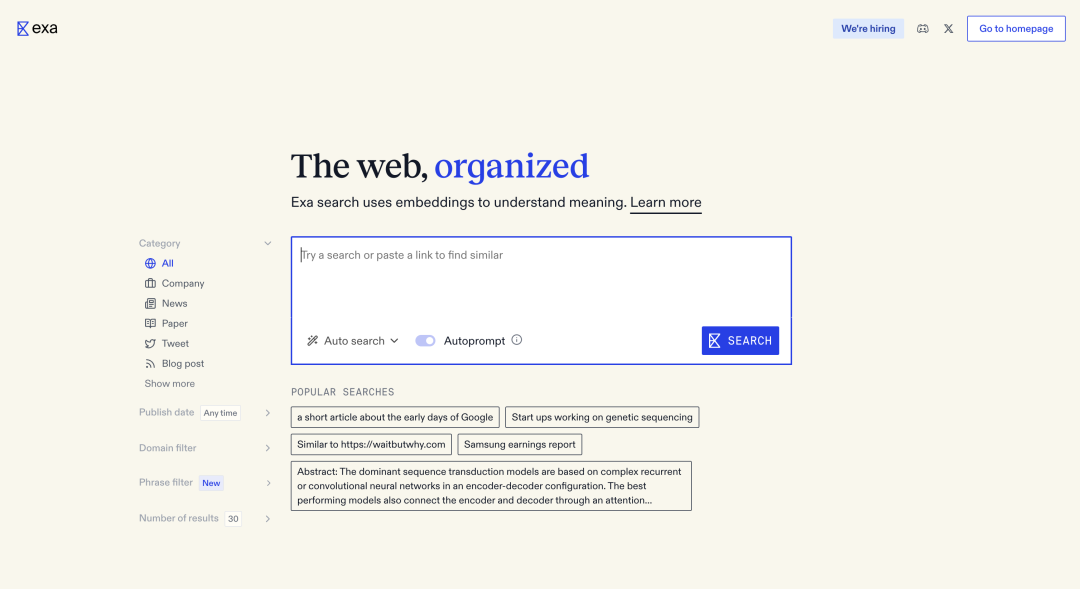 exa
We're hiring
Go to homepage
The web, organized
Exa search uses embeddings to understand meaning. Learn more
Category
All
Company
News
Paper
Tweet
Blog post
Show more
Publish date Any time
Domain filter
Phrase filter New
Number of results 30
Try a search or paste a link to find similar
Auto search Autoprompt SEARCH
POPULAR SEARCHES
a short article about the early days of Google Start ups working on genetic sequencing
Similar to https://waitbutwhy.com Samsung earnings report
Abstract: The dominant sequence transduction models are based on complex recurrent
or convolutional neural networks in an encoder-decoder configuration. The best
performing models also connect the encoder and decoder through an attention...